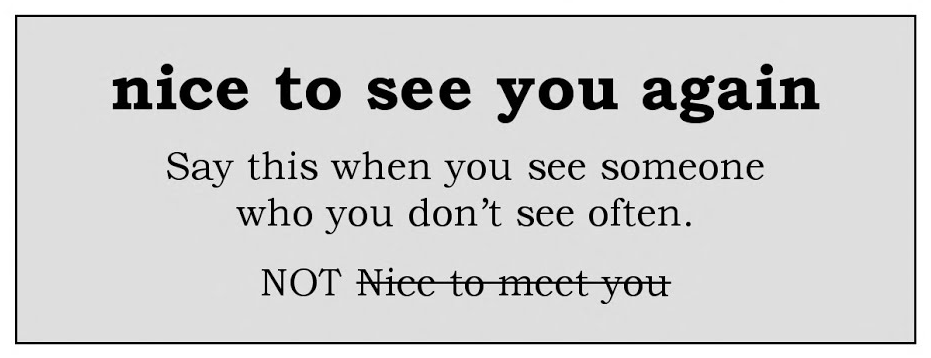 nice to see you again
Say this when you see someone
who you don’t see often.
NOT Nice to meet you